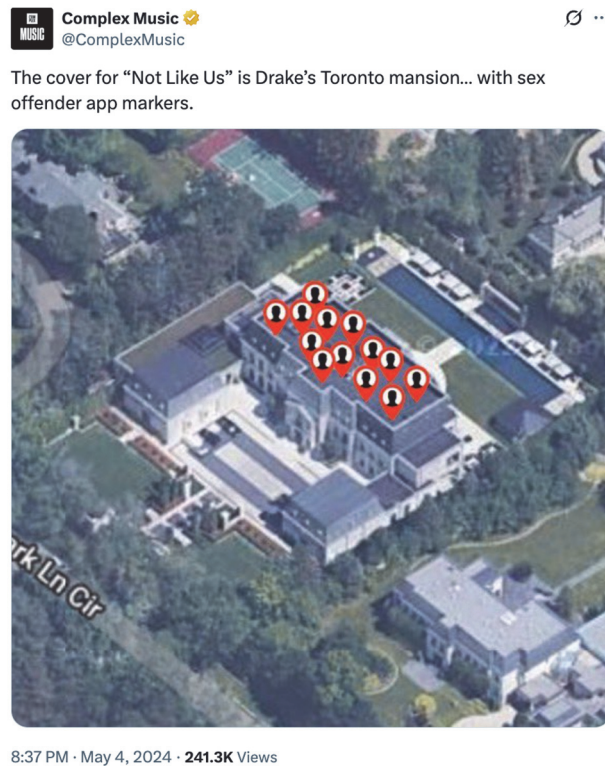 Complex Music
@ComplexMusic
The cover for “Not Like Us” is Drake’s Toronto mansion... with sex
offender app markers.
rk Ln Cir
8:37 PM · May 4, 2024 · 241.3K Views